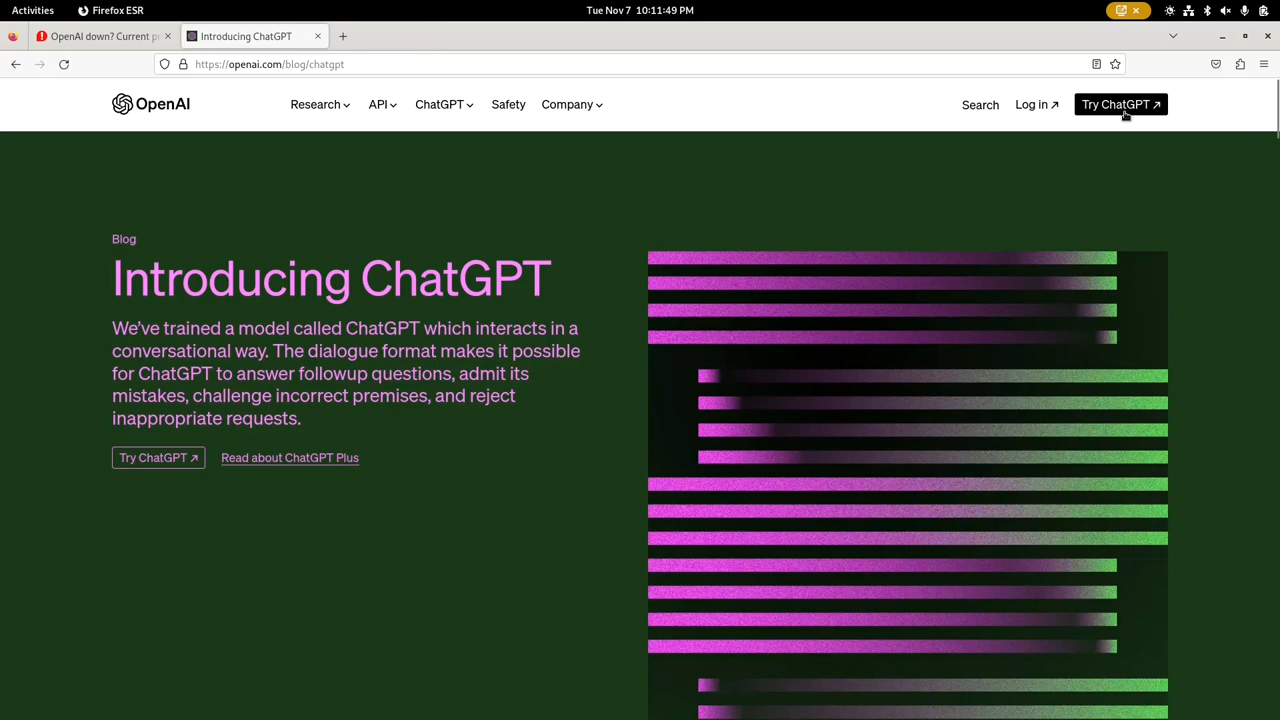 Activities Firefox ESR Tue Nov 7 10:11:49 PM
OpenAI down? Current pr Introducing ChatGPT
https://openai.com/blog/chatgpt
OpenAI Research API ChatGPT Safety Company Search Log in ↗ Try ChatGPT ↗
Blog
Introducing ChatGPT
We've trained a model called ChatGPT which interacts in a
conversational way. The dialogue format makes it possible
for ChatGPT to answer followup questions, admit its
mistakes, challenge incorrect premises, and reject
inappropriate requests.
Try ChatGPT ↗ Read about ChatGPT Plus